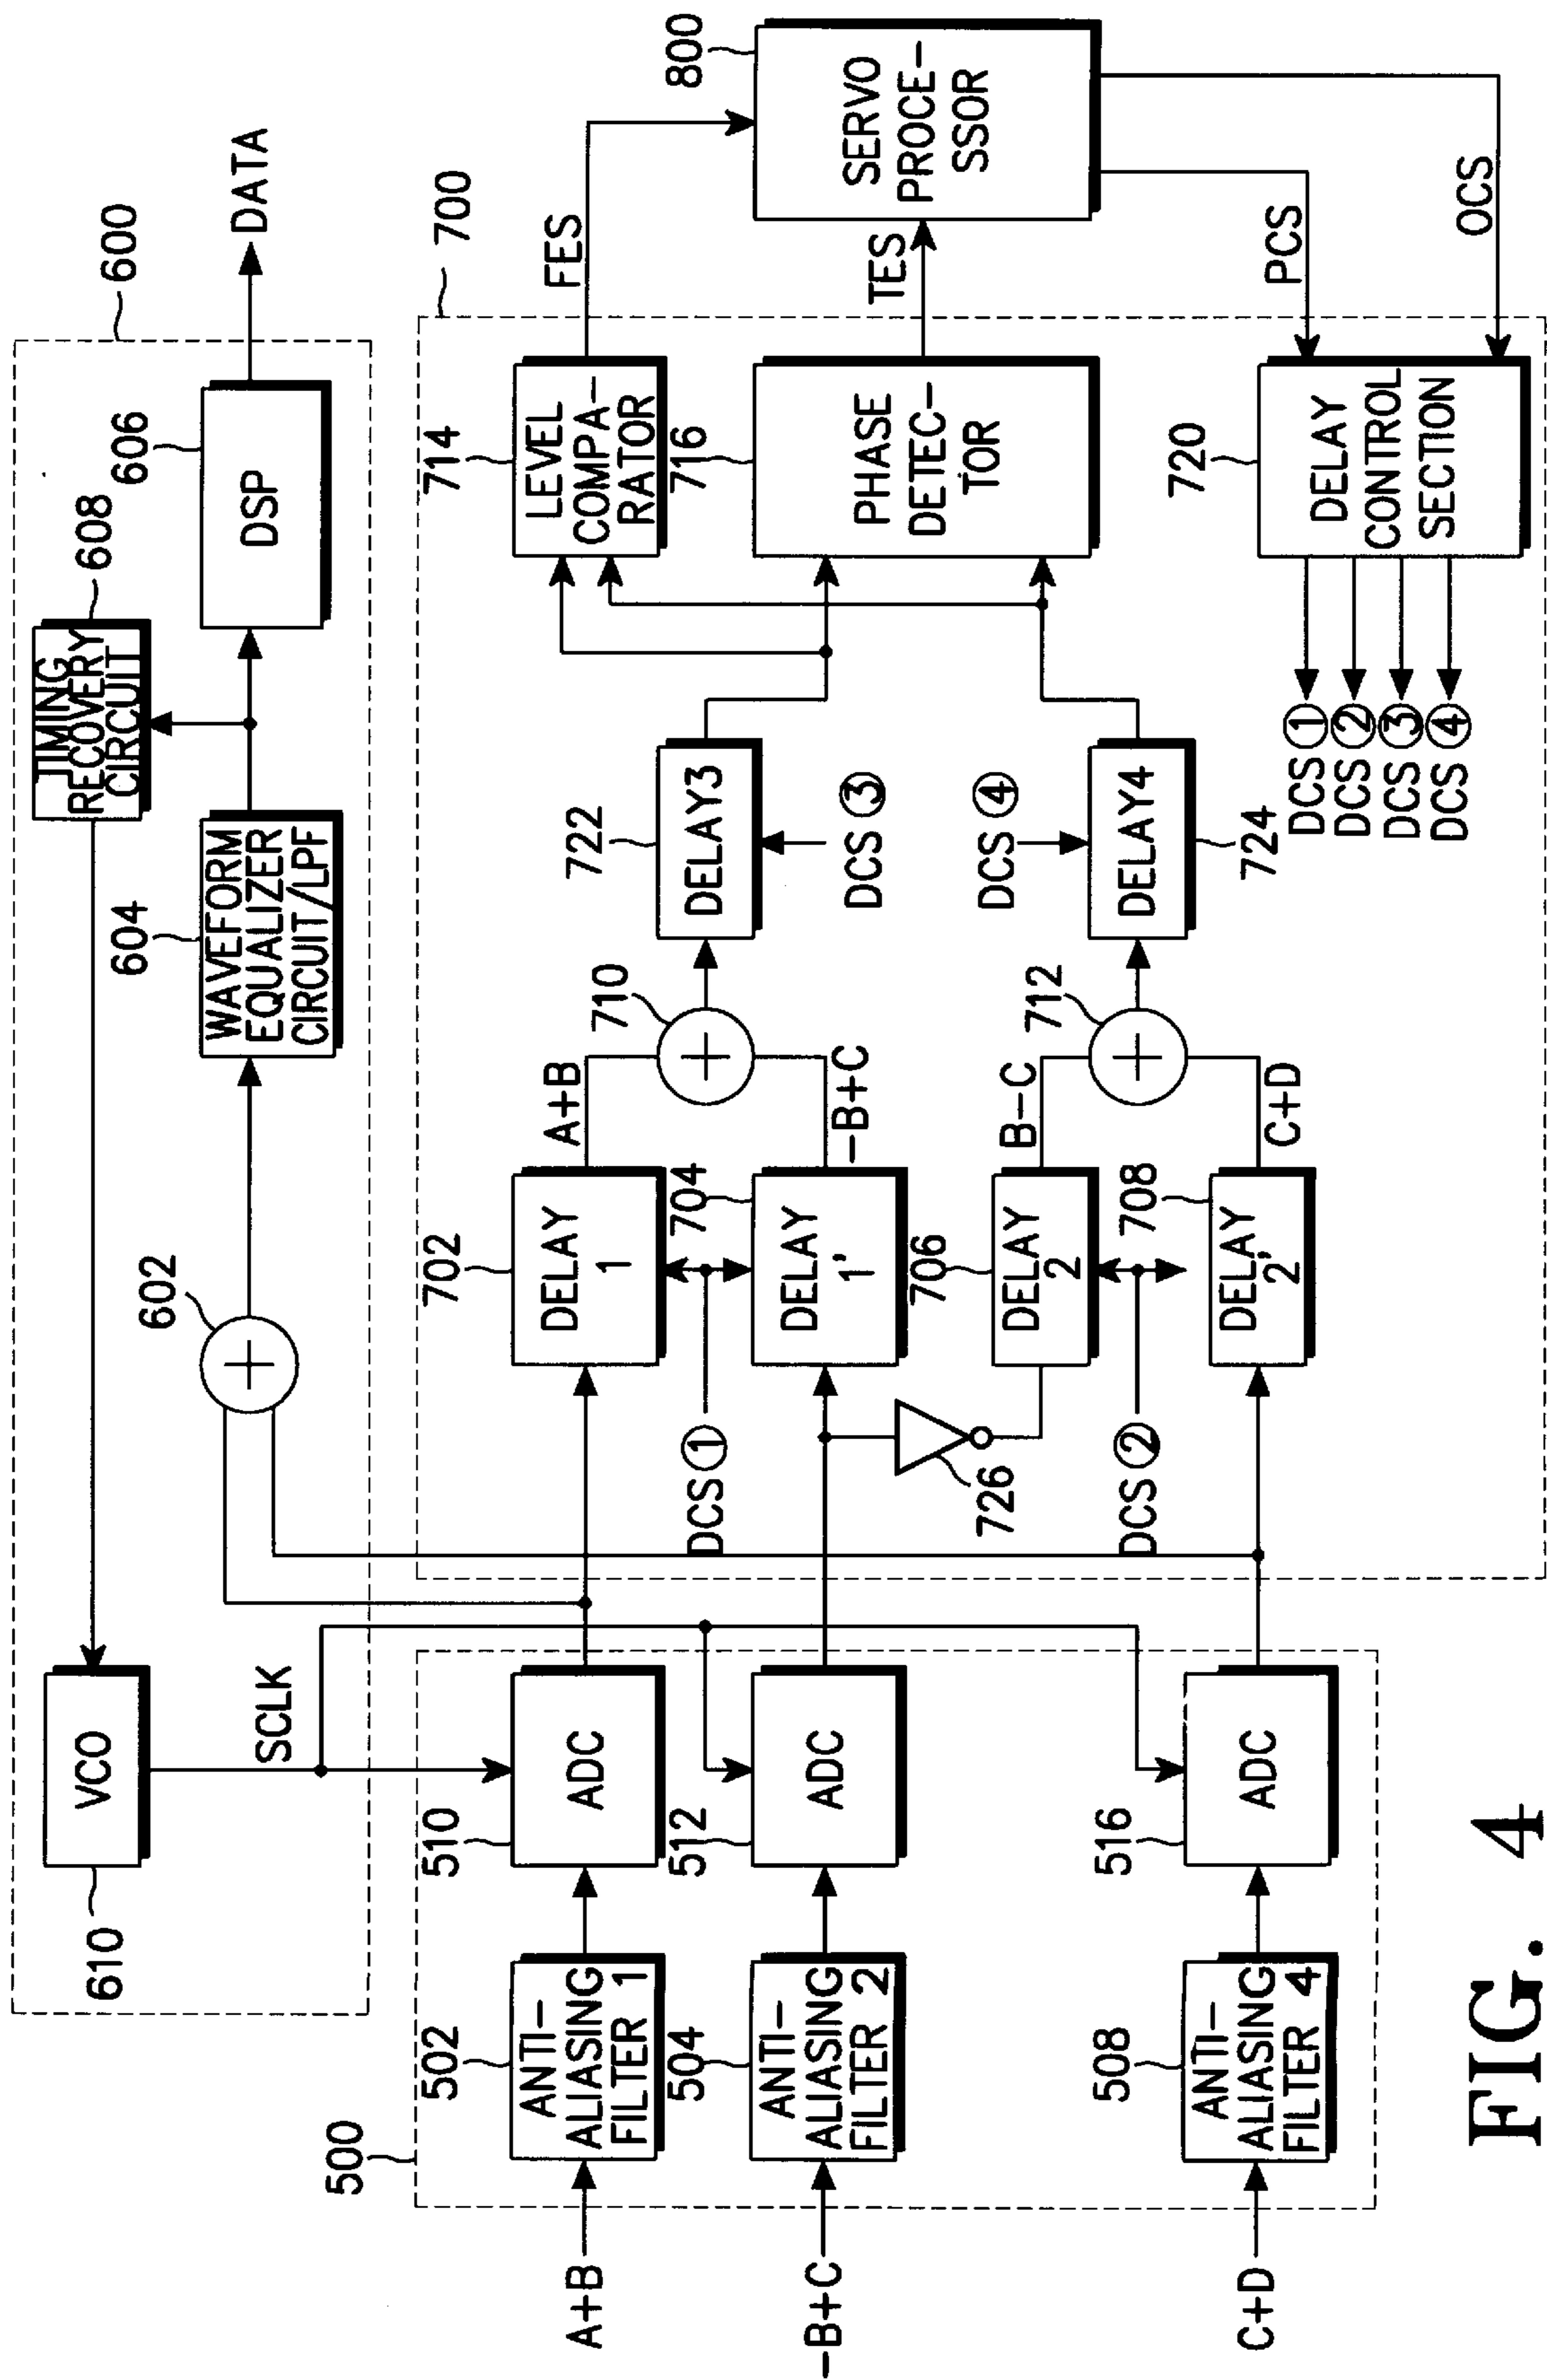 600
610
VCO
SCLK
602
604
WAVEFORM
EQUALIZER
CIRCUIT/LPF
608
TIMING
RECOVERY
CIRCUIT
606
DSP
DATA
500
A+B
502
ANTI-
ALIASING
FILTER 1
510
ADC
-B+C
504
ANTI-
ALIASING
FILTER 2
512
ADC
C+D
508
ANTI-
ALIASING
FILTER 4
516
ADC
700
702
DELAY
1
A+B
DCS ①
704
DELAY
1'
-B+C
710
726
706
DELAY
2
B-C
DCS ②
708
DELAY
2'
C+D
712
722
DELAY3
DCS ③
DCS ④
DELAY4
724
714
LEVEL
COMPA-
RATOR
FES
716
PHASE
DETEC-
TOR
TES
720
DELAY
CONTROL
SECTION
DCS ①
DCS ②
DCS ③
DCS ④
PCS
OCS
800
SERVO
PROCE-
SSOR
FIG. 4